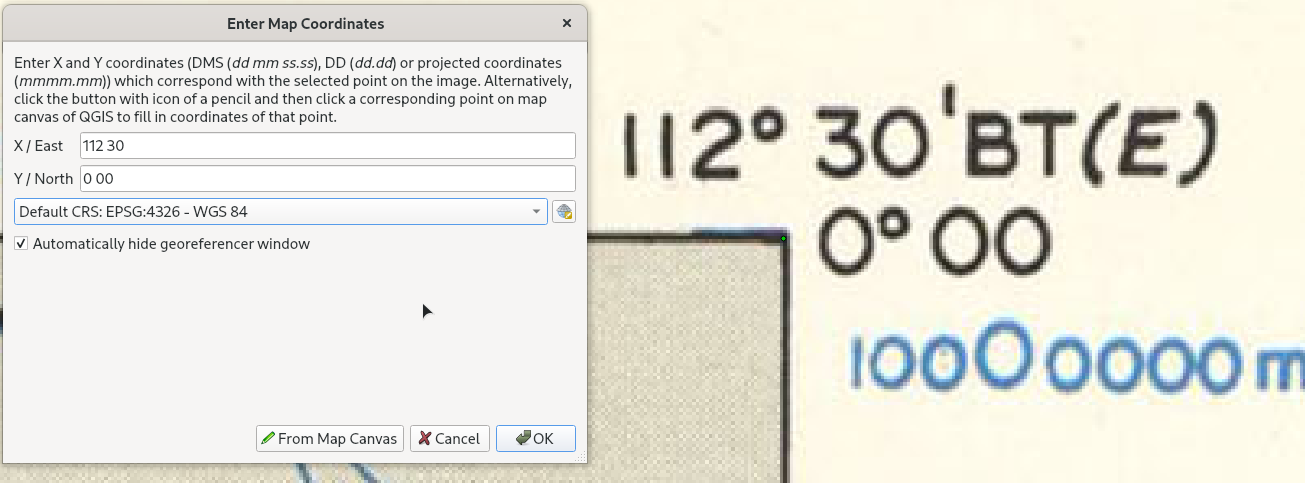 Enter Map Coordinates
Enter X and Y coordinates (DMS (dd mm ss.ss), DD (dd.dd) or projected coordinates
(mmmm.mm)) which correspond with the selected point on the image. Alternatively,
click the button with icon of a pencil and then click a corresponding point on map
canvas of QGIS to fill in coordinates of that point.
X / East 112 30
Y / North 0 00
Default CRS: EPSG:4326 - WGS 84
Automatically hide georeferencer window
From Map Canvas Cancel OK
112° 30' BT(E)
0° 00
10000000m